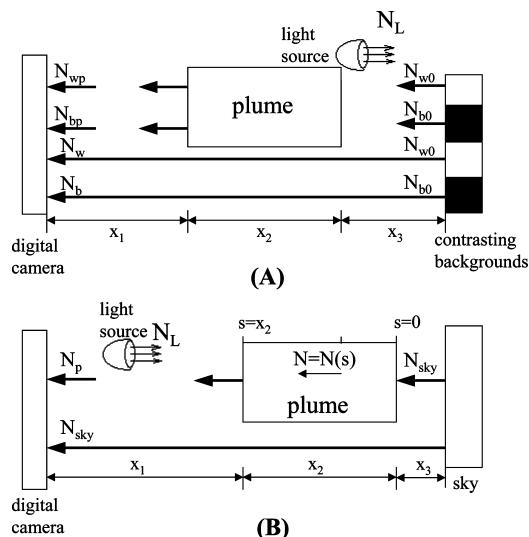 light
source
N_L
N_wp
N_w0
plume
N_bp
N_b0
N_w
N_w0
N_b
N_b0
x_1
x_2
x_3
digital
camera
contrasting
backgrounds
(A)
light
source
N_L
s=x_2
s=0
N_p
N=N(s)
N_sky
plume
N_sky
x_1
x_2
x_3
digital
camera
sky
(B)